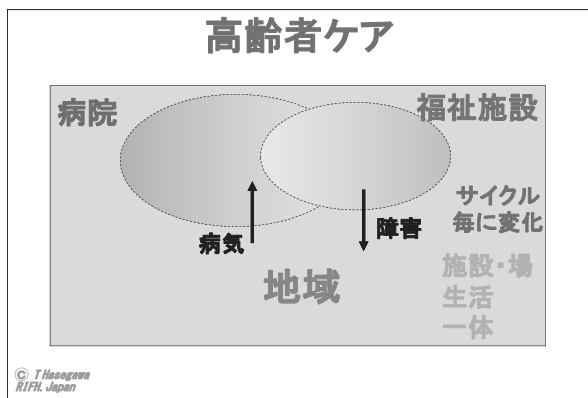 高齢者ケア
病院
福祉施設
サイクル
毎に変化
病気
障害
地域
施設・場
生活
一体
© T Hasegawa
RIFH. Japan